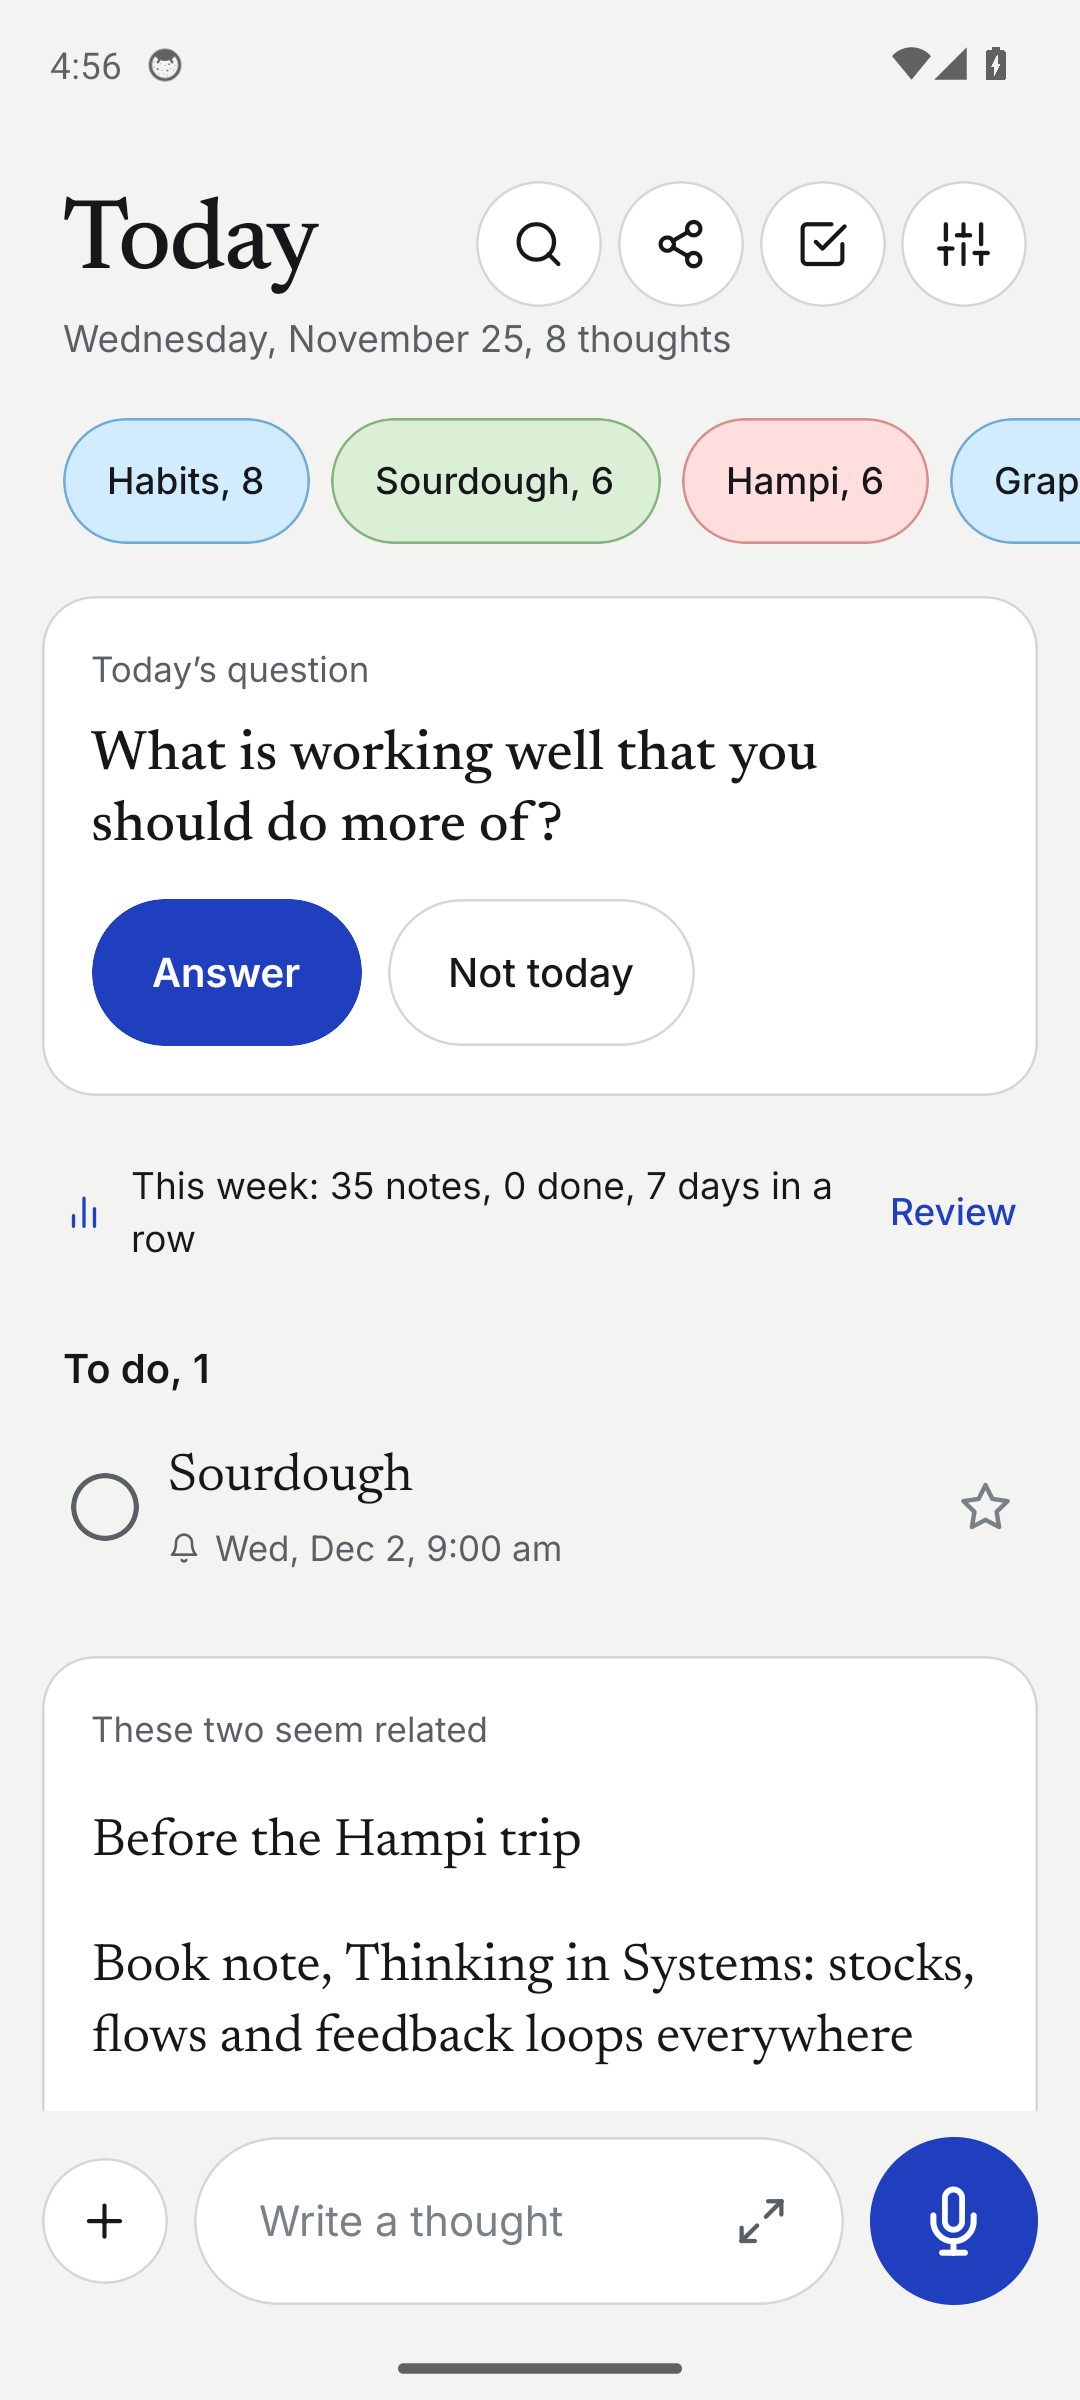 4:56
Today
Wednesday, November 25, 8 thoughts
Habits, 8
Sourdough, 6
Hampi, 6
Grap
Today’s question
What is working well that you
should do more of?
Answer
Not today
This week: 35 notes, 0 done, 7 days in a
row
Review
To do, 1
Sourdough
Wed, Dec 2, 9:00 am
These two seem related
Before the Hampi trip
Book note, Thinking in Systems: stocks,
flows and feedback loops everywhere
Write a thought